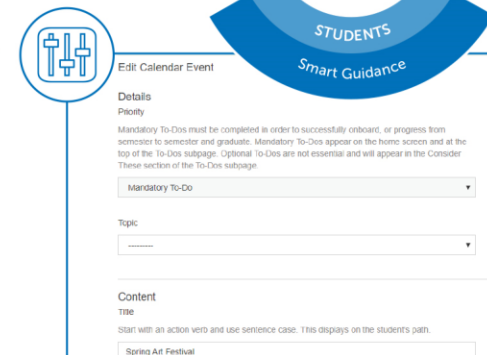 STUDENTS
Smart Guidance
Edit Calendar Event
Details
Priority
Mandatory To-Dos must be completed in order to successfully onboard, or progress from
semester to semester and graduate. Mandatory To-Dos appear on the home screen and at the
top of the To-Dos subpage. Optional To-Dos are not essential and will appear in the Consider
These section of the To-Dos subpage.
Mandatory To-Do
Topic
---------
Content
Title
Start with an action verb and use sentence case. This displays on the student's path.
Spring Art Festival